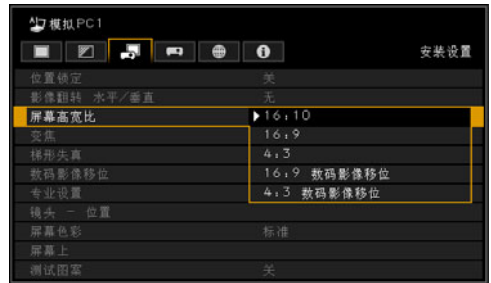 模拟PC1
安装设置
位置锁定 关
影像翻转 水平/垂直 无
屏幕高宽比 ▶16:10
变焦 16:9
梯形失真 4:3
数码影像移位 16:9 数码影像移位
专业设置 4:3 数码影像移位
镜头 - 位置
屏幕色彩 标准
屏幕上
测试图案 关